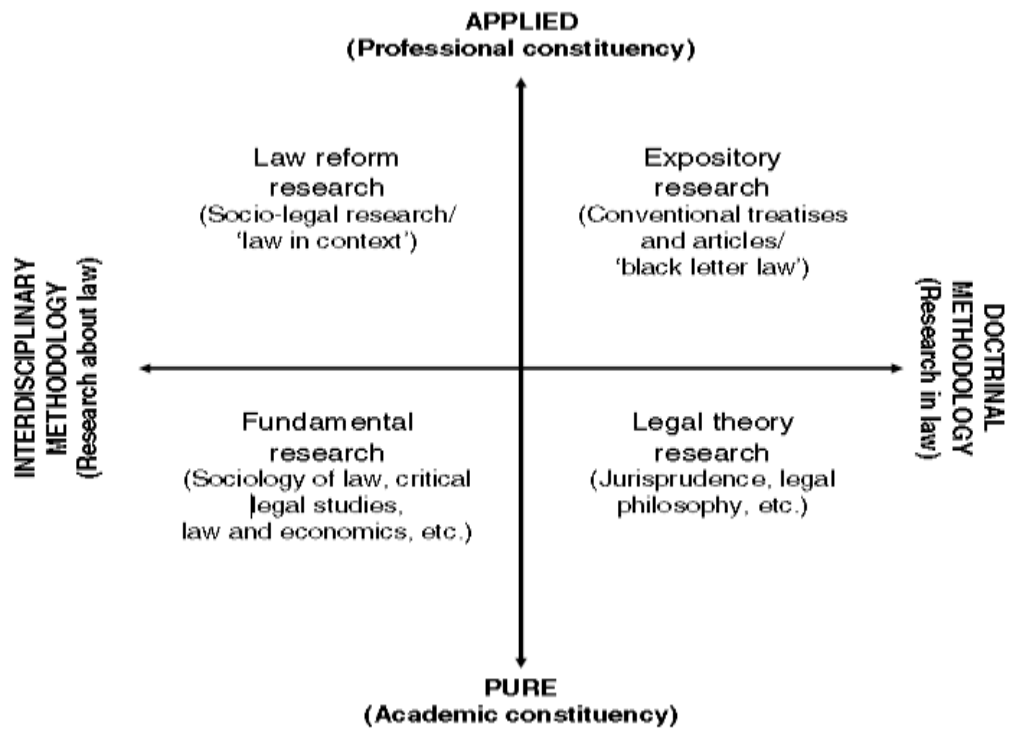 APPLIED
(Professional constituency)
Law reform
research
(Socio-legal research/
‘law in context’)
Expository
research
(Conventional treatises
and articles/
‘black letter law’)
INTERDISCIPLINARY
METHODOLOGY
(Research about law)
DOCTRINAL
METHODOLOGY
(Research in law)
Fundamental
research
(Sociology of law, critical
legal studies,
law and economics, etc.)
Legal theory
research
(Jurisprudence, legal
philosophy, etc.)
PURE
(Academic constituency)